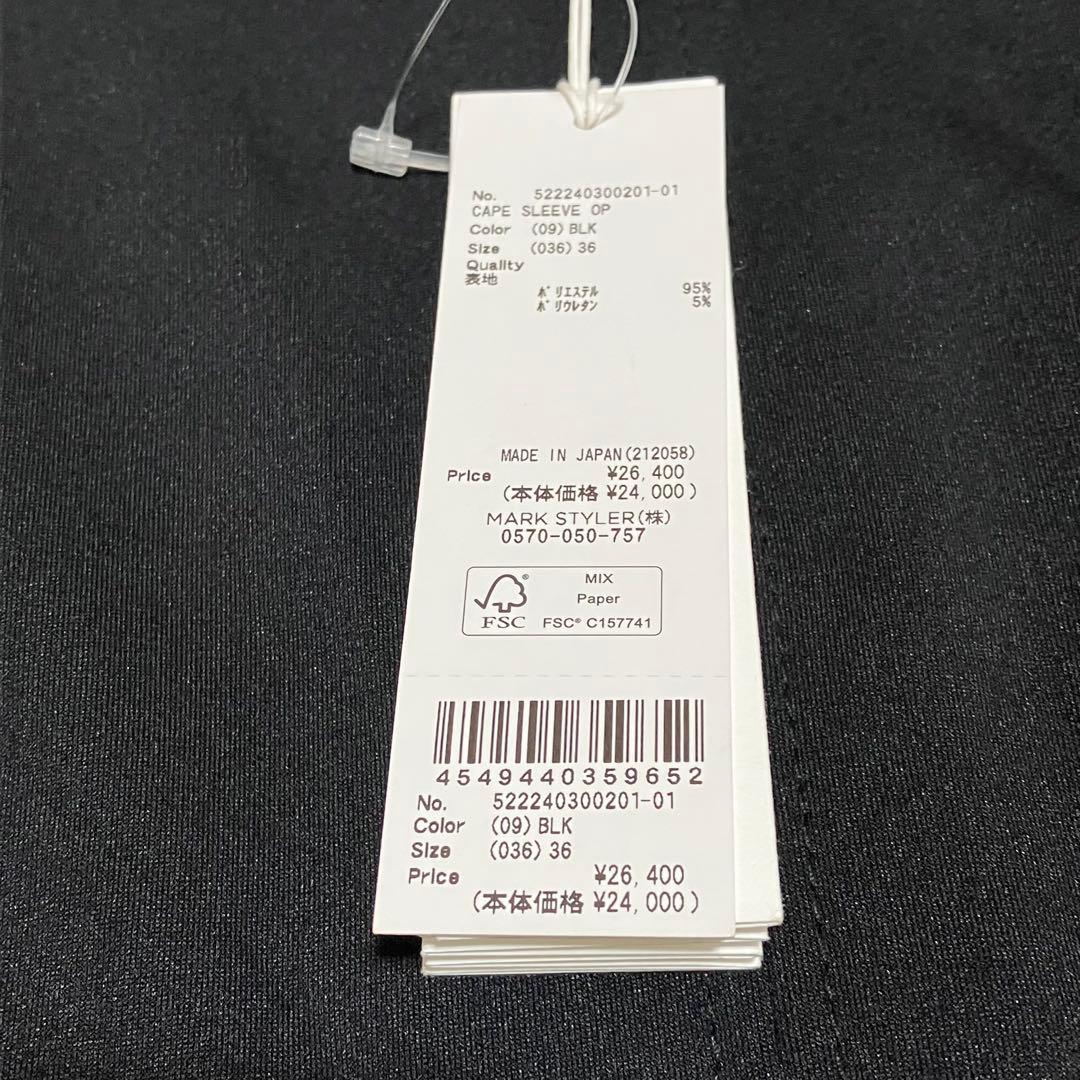 No. 522240300201-01
CAPE SLEEVE OP
Color (09)BLK
Size (036)36
Quality
表地
ﾎﾟﾘｴｽﾃﾙ 95%
ﾎﾟﾘｳﾚﾀﾝ 5%
MADE IN JAPAN(212058)
Price ¥26,400
(本体価格 ¥24,000)
MARK STYLER(株)
0570-050-757
MIX
Paper
FSC® FSC® C157741
4549440359652
No. 522240300201-01
Color (09)BLK
Size (036)36
Price ¥26,400
(本体価格 ¥24,000)